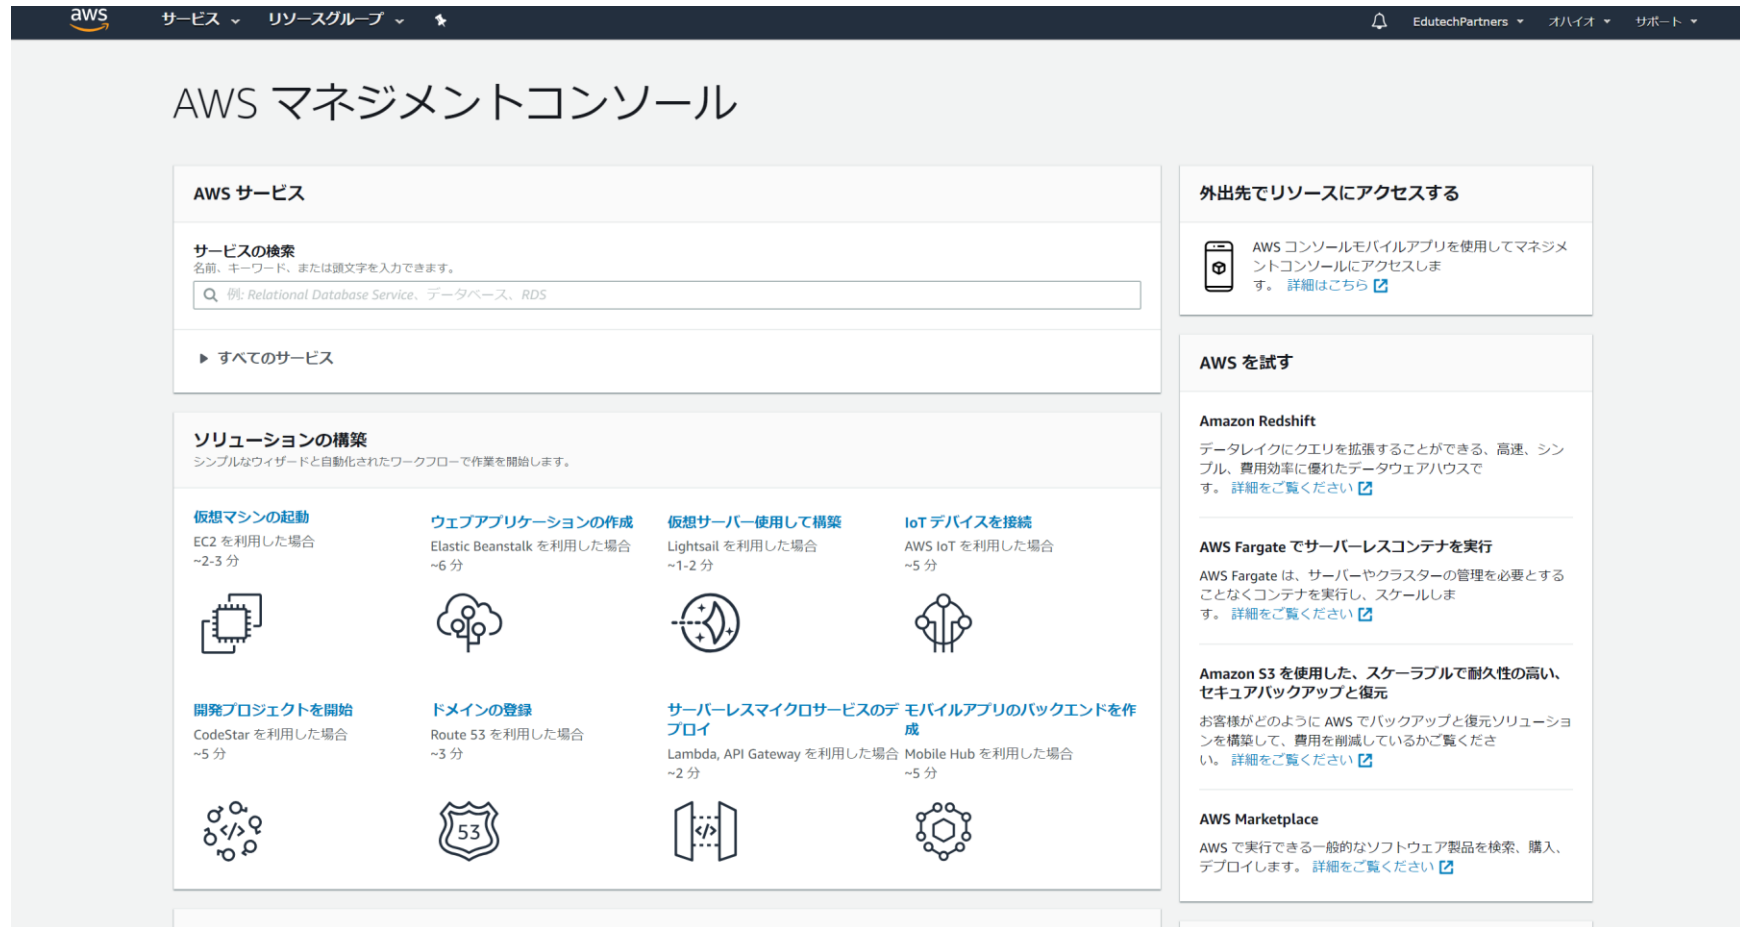 aws
サービス
リソースグループ
EdutechPartners
オハイオ
サポート
AWS マネジメントコンソール
AWS サービス
サービスの検索
名前、キーワード、または頭文字を入力できます。
例: Relational Database Service、データベース、RDS
すべてのサービス
ソリューションの構築
シンプルなウィザードと自動化されたワークフローで作業を開始します。
仮想マシンの起動
EC2 を利用した場合
~2-3 分
ウェブアプリケーションの作成
Elastic Beanstalk を利用した場合
~6 分
仮想サーバー使用して構築
Lightsail を利用した場合
~1-2 分
IoT デバイスを接続
AWS IoT を利用した場合
~5 分
開発プロジェクトを開始
CodeStar を利用した場合
~5 分
ドメインの登録
Route 53 を利用した場合
~3 分
53
サーバーレスマイクロサービスのデ
プロイ
Lambda, API Gateway を利用した場合
~2 分
</>
モバイルアプリのバックエンドを作
成
Mobile Hub を利用した場合
~5 分
</>
外出先でリソースにアクセスする
AWS コンソールモバイルアプリを使用してマネジメ
ントコンソールにアクセスしま
す。 詳細はこちら
AWS を試す
Amazon Redshift
データレイクにクエリを拡張することができる、高速、シン
プル、費用効率に優れたデータウェアハウスで
す。 詳細をご覧ください
AWS Fargate でサーバーレスコンテナを実行
AWS Fargate は、サーバーやクラスターの管理を必要とする
ことなくコンテナを実行し、スケールしま
す。 詳細をご覧ください
Amazon S3 を使用した、スケーラブルで耐久性の高い、
セキュアバックアップと復元
お客様がどのように AWS でバックアップと復元ソリューショ
ンを構築して、費用を削減しているかご覧くださ
い。 詳細をご覧ください
AWS Marketplace
AWS で実行できる一般的なソフトウェア製品を検索、購入、
デプロイします。 詳細をご覧ください